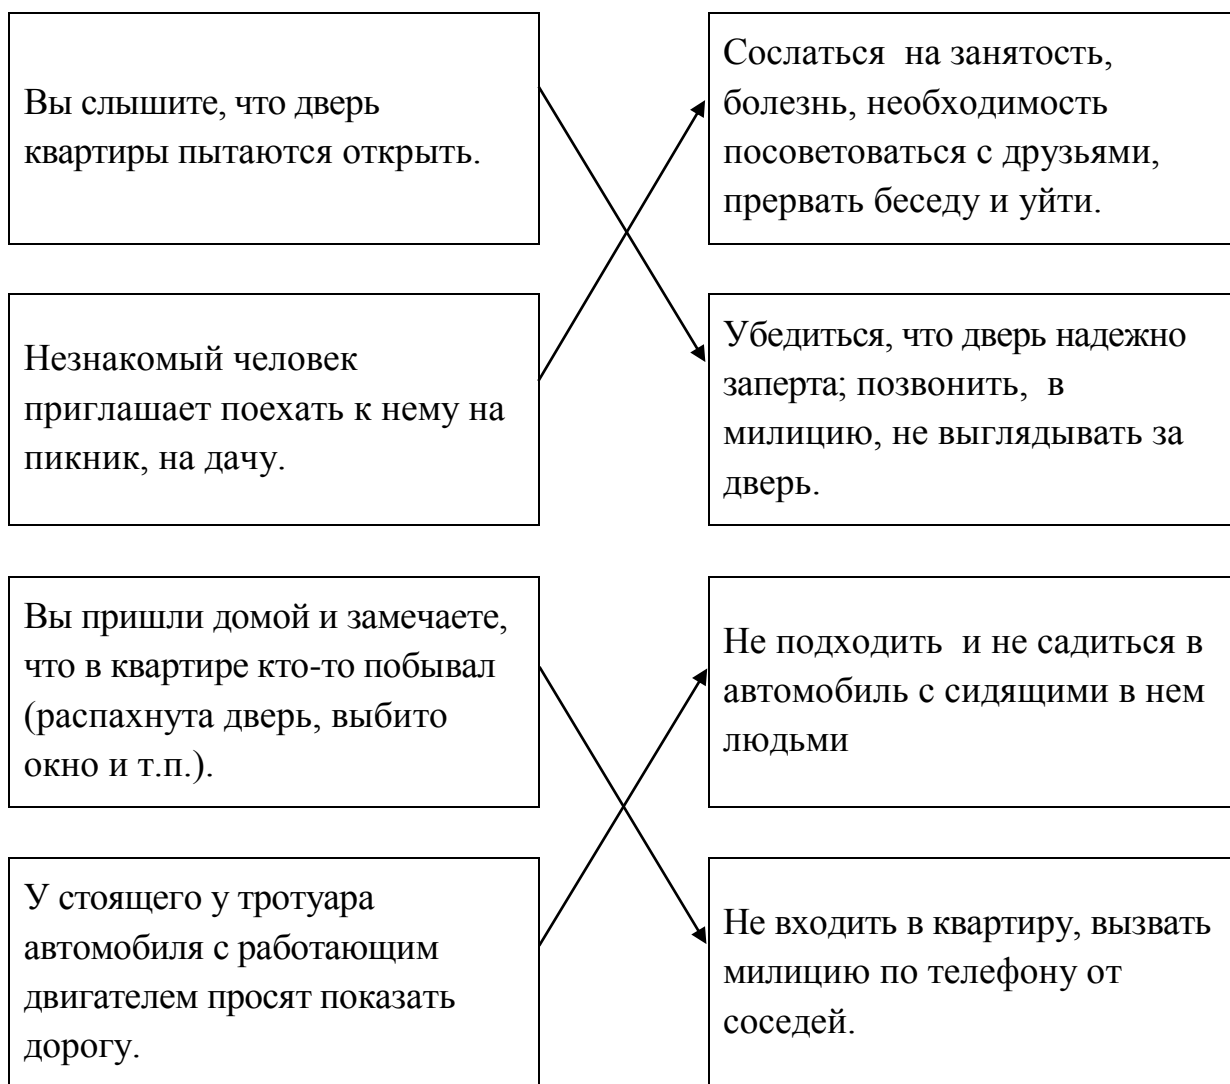 Вы слышите, что дверь
квартиры пытаются открыть.
Сослаться  на занятость,
болезнь, необходимость
посоветоваться с друзьями,
прервать беседу и уйти.
Незнакомый человек
приглашает поехать к нему на
пикник, на дачу.
Убедиться, что дверь надежно
заперта; позвонить,  в
милицию, не выглядывать за
дверь.
Вы пришли домой и замечаете,
что в квартире кто-то побывал
(распахнута дверь, выбито
окно и т.п.).
Не подходить  и не садиться в
автомобиль с сидящими в нем
людьми
У стоящего у тротуара
автомобиля с работающим
двигателем просят показать
дорогу.
Не входить в квартиру, вызвать
милицию по телефону от
соседей.